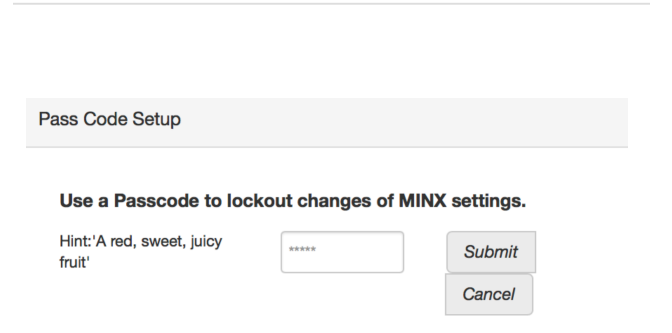 Pass Code Setup
Use a Passcode to lockout changes of MINX settings.
Hint:'A red, sweet, juicy
fruit'
*****
Submit
Cancel